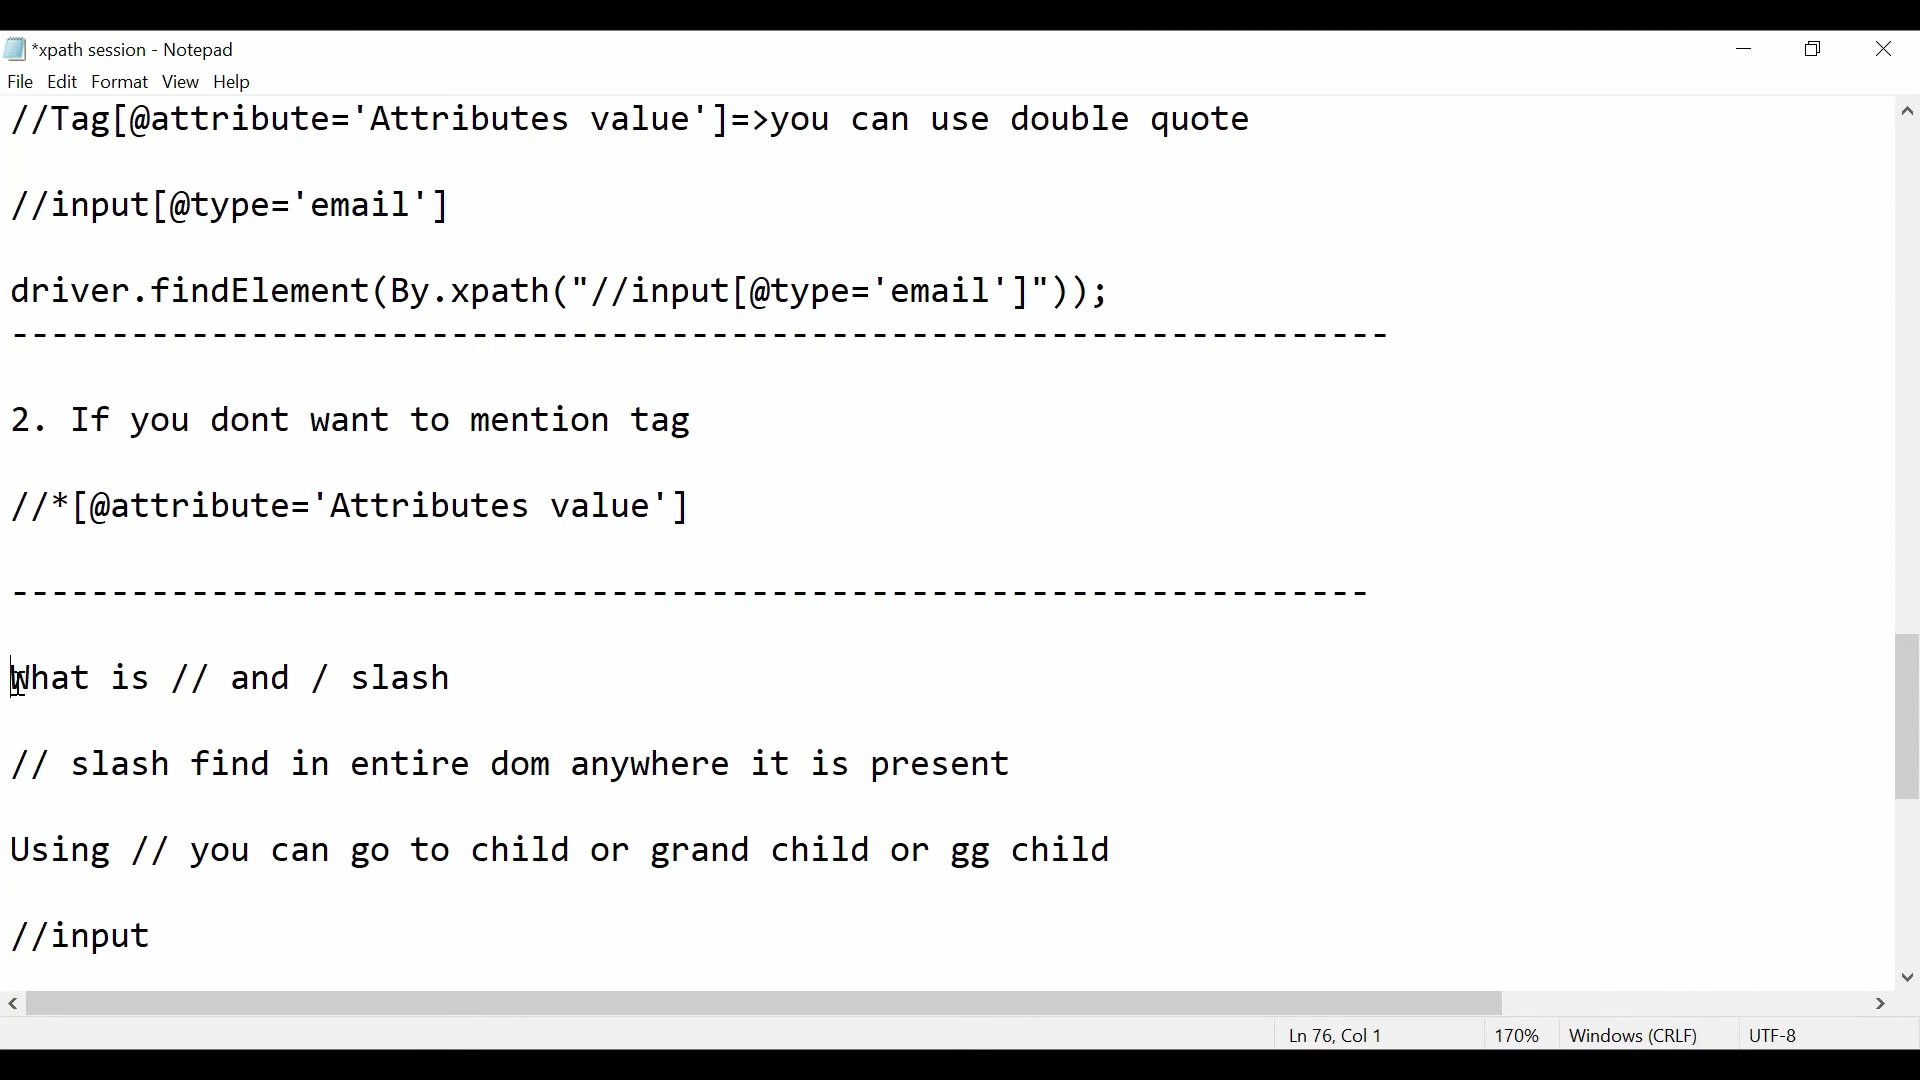 *xpath session - Notepad
File Edit Format View Help
//Tag[@attribute='Attributes value']=>you can use double quote
//input[@type='email']
driver.findElement(By.xpath("//input[@type='email']"));
---------------------------------------------------------------------
2. If you dont want to mention tag
//*[@attribute='Attributes value']
--------------------------------------------------------------------
What is // and / slash
// slash find in entire dom anywhere it is present
Using // you can go to child or grand child or gg child
//input
Ln 76, Col 1 170% Windows (CRLF) UTF-8